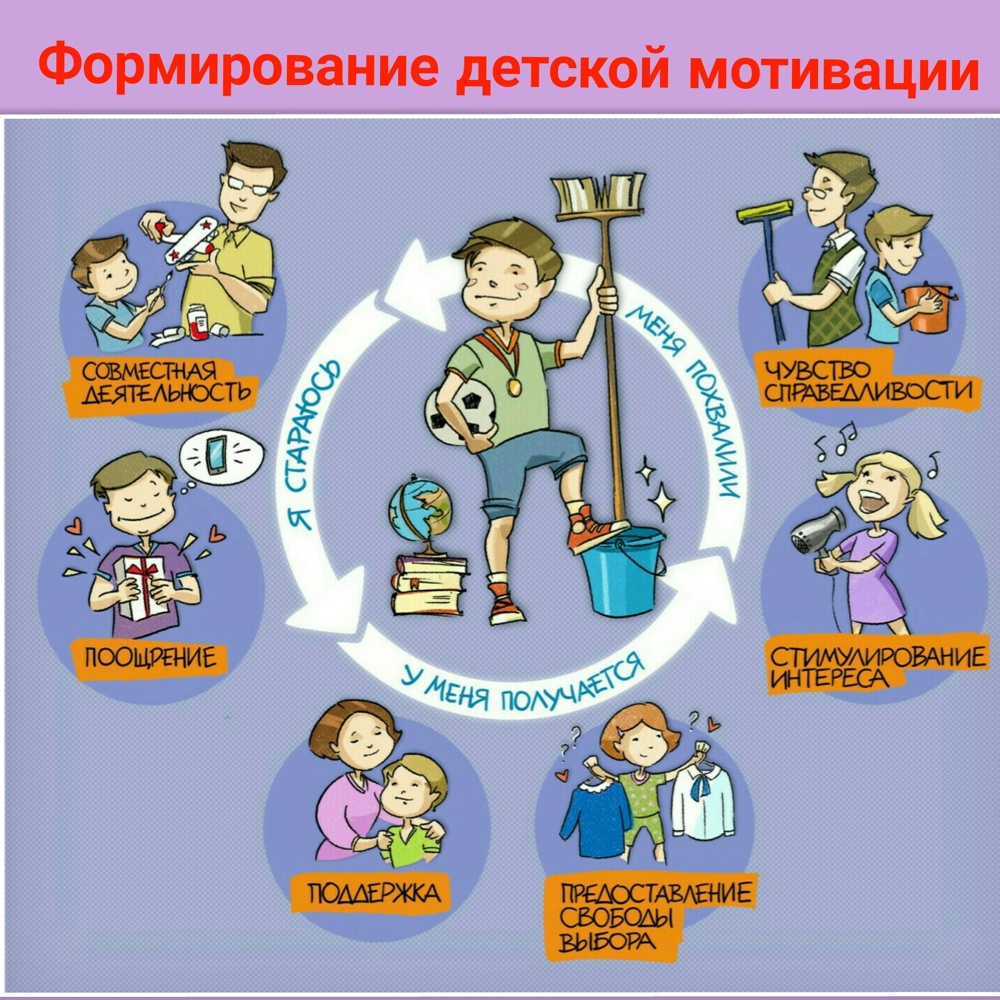 Формирование детской мотивации
СОВМЕСТНАЯ
ДЕЯТЕЛЬНОСТЬ
ЧУВСТВО
СПРАВЕДЛИВОСТИ
Я СТАРАЮСЬ
МЕНЯ ПОХВАЛИЛИ
У МЕНЯ ПОЛУЧАЕТСЯ
ПООЩРЕНИЕ
СТИМУЛИРОВАНИЕ
ИНТЕРЕСА
ПОДДЕРЖКА
ПРЕДОСТАВЛЕНИЕ
СВОБОДЫ
ВЫБОРА